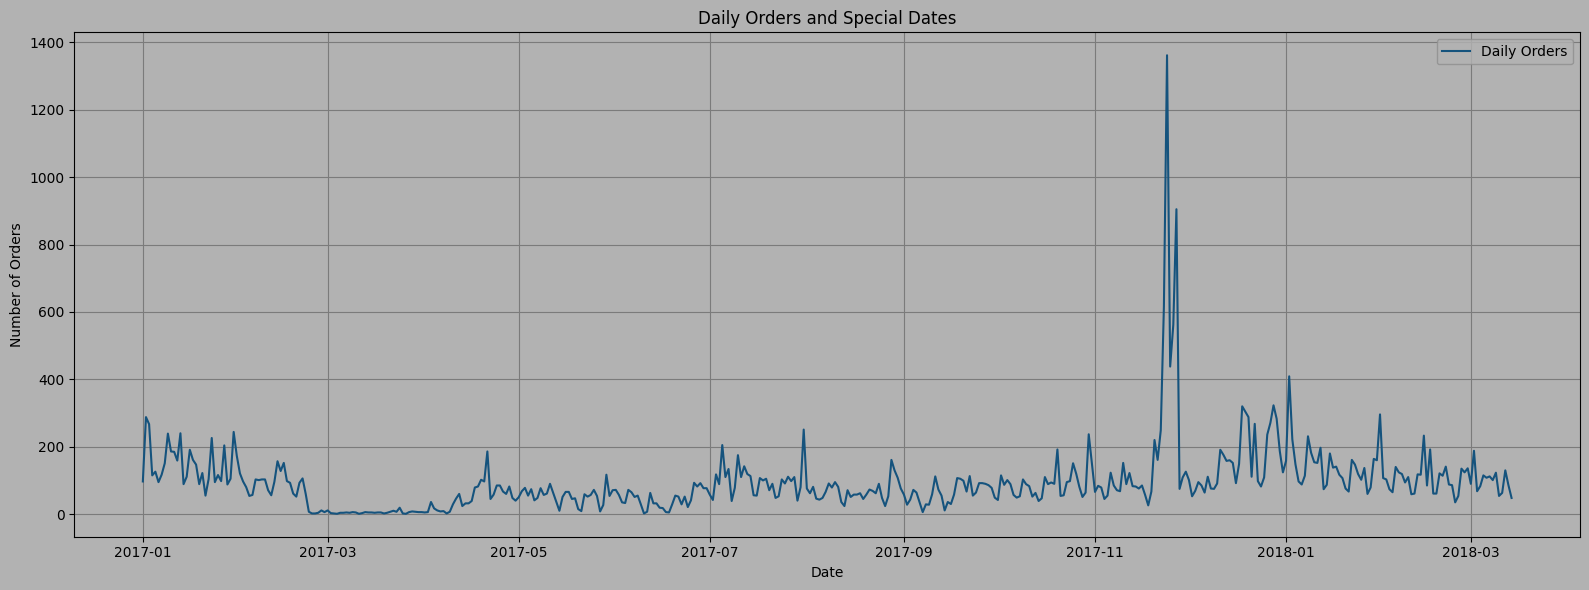 Daily Orders and Special Dates
Daily Orders
1400
1200
1000
800
600
400
200
0
Number of Orders
2017-01 2017-03 2017-05 2017-07 2017-09 2017-11 2018-01 2018-03
Date